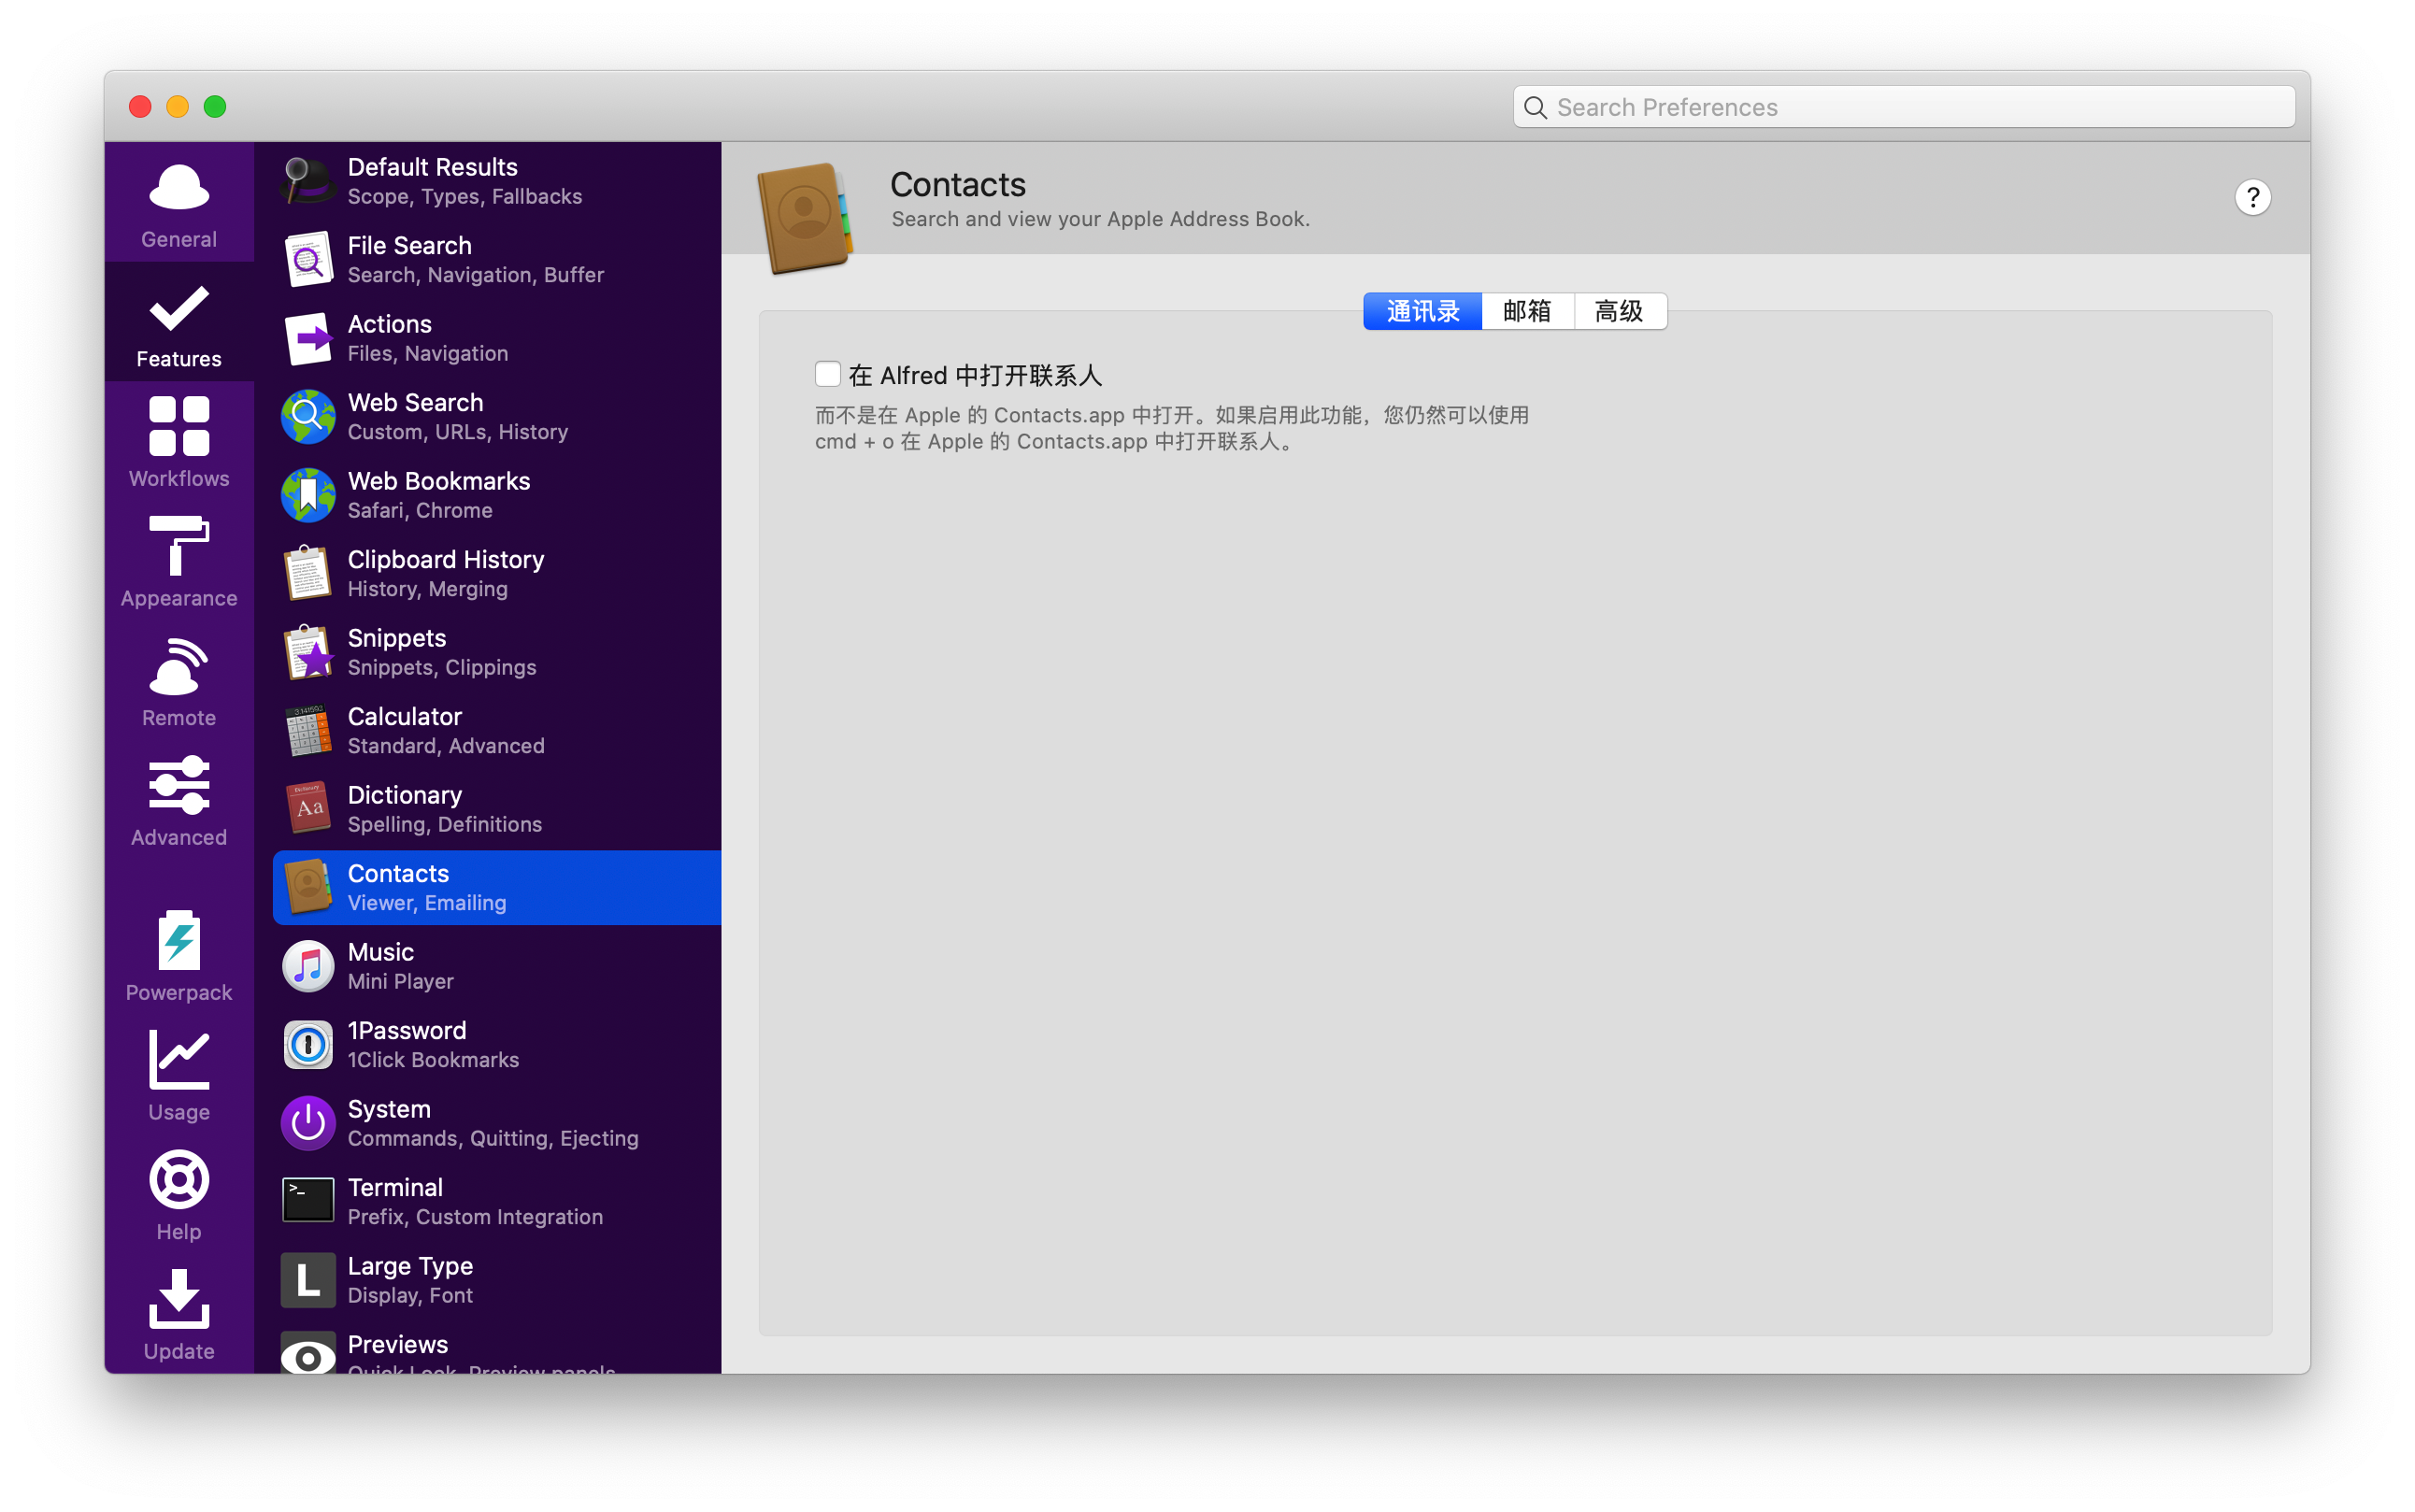 Search Preferences
General
Features
Workflows
Appearance
Remote
Advanced
Powerpack
Usage
Help
Update
Default Results
Scope, Types, Fallbacks
File Search
Search, Navigation, Buffer
Actions
Files, Navigation
Web Search
Custom, URLs, History
Web Bookmarks
Safari, Chrome
Clipboard History
History, Merging
Snippets
Snippets, Clippings
Calculator
Standard, Advanced
Dictionary
Spelling, Definitions
Contacts
Viewer, Emailing
Music
Mini Player
1Password
1Click Bookmarks
System
Commands, Quitting, Ejecting
Terminal
Prefix, Custom Integration
Large Type
Display, Font
Previews
Quick Look, Preview panels
Contacts
Search and view your Apple Address Book.
?
通讯录 邮箱 高级
在 Alfred 中打开联系人
而不是在 Apple 的 Contacts.app 中打开。如果启用此功能，您仍然可以使用
cmd + o 在 Apple 的 Contacts.app 中打开联系人。